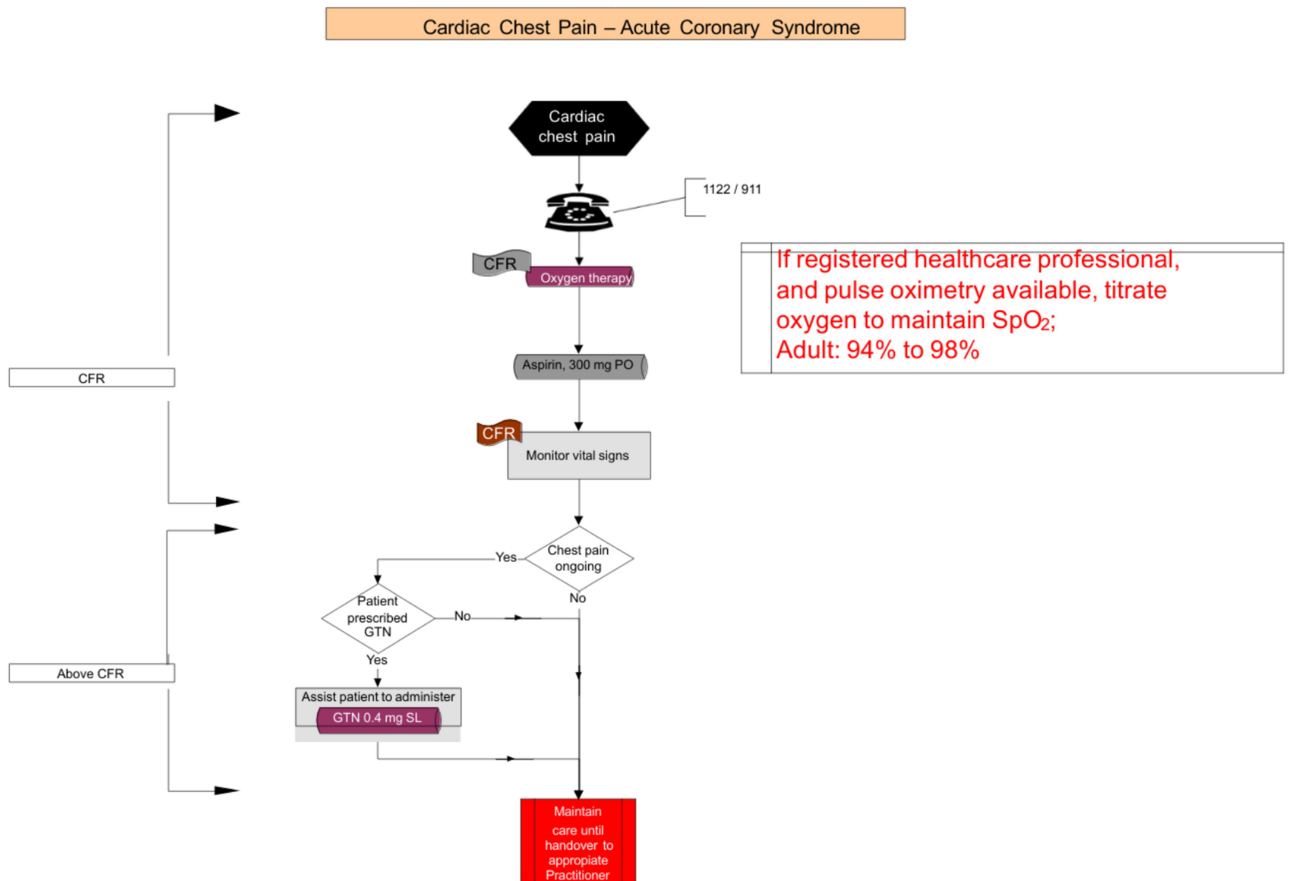 Cardiac Chest Pain – Acute Coronary Syndrome
Cardiac
chest pain
1122 / 911
CFR
Oxygen therapy
If registered healthcare professional,
and pulse oximetry available, titrate
oxygen to maintain SpO₂;
Adult: 94% to 98%
Aspirin, 300 mg PO
CFR
CFR
Monitor vital signs
Chest pain
ongoing
Yes
No
Patient
prescribed
GTN
No
Yes
Above CFR
Assist patient to administer
GTN 0.4 mg SL
Maintain
care until
handover to
appropiate
Practitioner